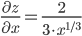 ∂z/∂x = 2/(3·x^{1/3})